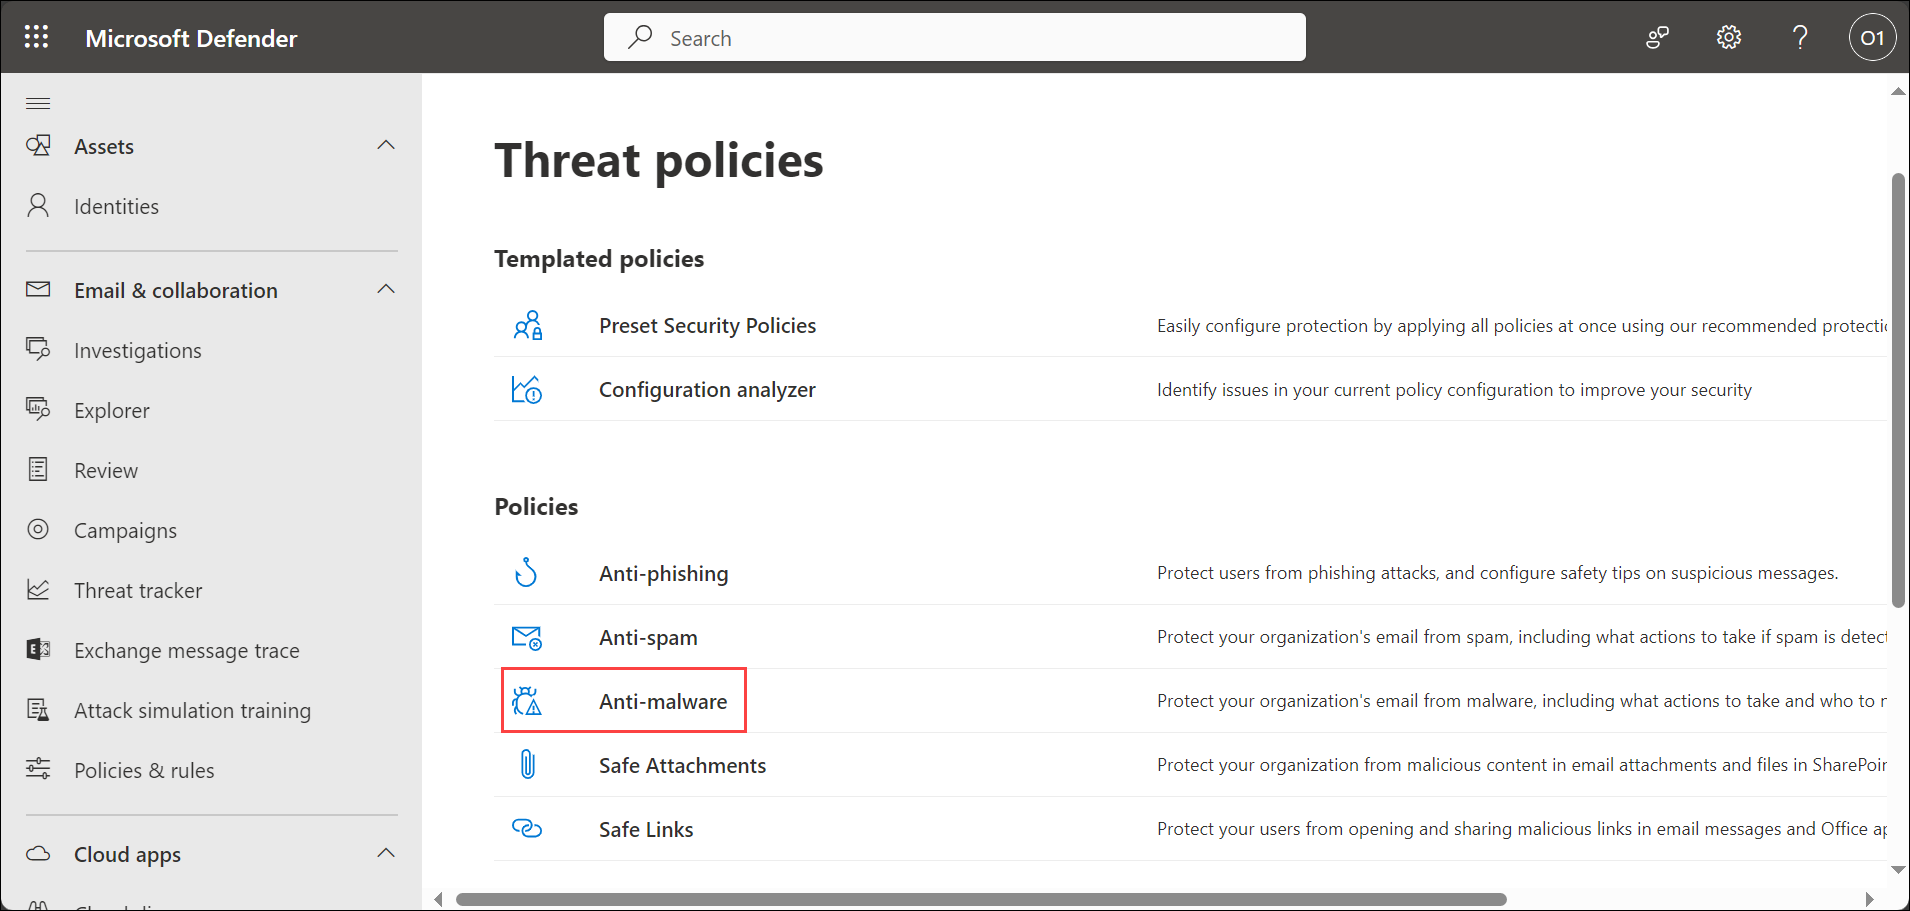 Microsoft Defender
Search
O1
Assets
Identities
Email & collaboration
Investigations
Explorer
Review
Campaigns
Threat tracker
Exchange message trace
Attack simulation training
Policies & rules
Cloud apps
Threat policies
Templated policies
Preset Security Policies
Easily configure protection by applying all policies at once using our recommended
Configuration analyzer
Identify issues in your current policy configuration to improve your security
Policies
Anti-phishing
Protect users from phishing attacks, and configure safety tips on suspicious messages.
Anti-spam
Protect your organization's email from spam, including what actions to take if spam is
Anti-malware
Protect your organization's email from malware, including what actions to take and who to
Safe Attachments
Protect your organization from malicious content in email attachments and files in
Safe Links
Protect your users from opening and sharing malicious links in email messages and Office